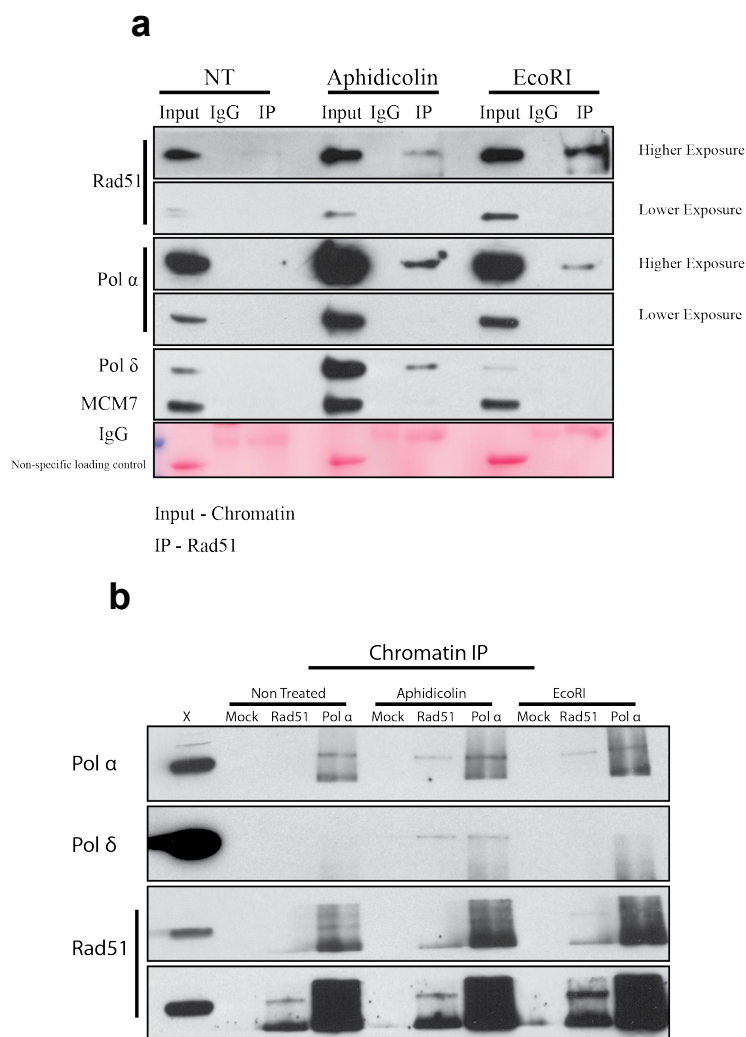 a
NT Aphidicolin EcoRI
Input IgG IP Input IgG IP Input IgG IP
Rad51
Higher Exposure
Lower Exposure
Pol α
Higher Exposure
Lower Exposure
Pol δ
MCM7
IgG
Non-specific loading control
Input - Chromatin
IP - Rad51
b
Chromatin IP
Non Treated Aphidicolin EcoRI
X Mock Rad51 Pol α Mock Rad51 Pol α Mock Rad51 Pol α
Pol α
Pol δ
Rad51